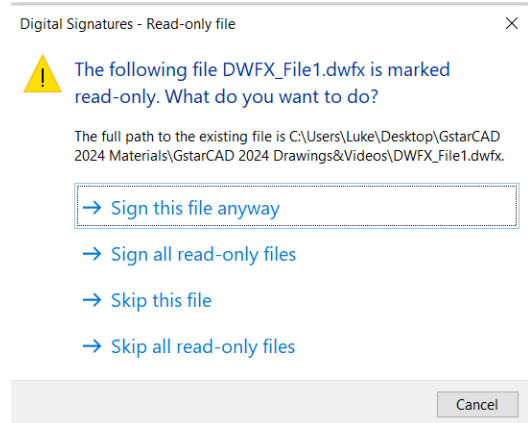 Digital Signatures - Read-only file
The following file DWFX_File1.dwfx is marked
read-only. What do you want to do?
The full path to the existing file is C:\Users\Luke\Desktop\GstarCAD
2024 Materials\GstarCAD 2024 Drawings&Videos\DWFX_File1.dwfx.
→ Sign this file anyway
→ Sign all read-only files
→ Skip this file
→ Skip all read-only files
Cancel